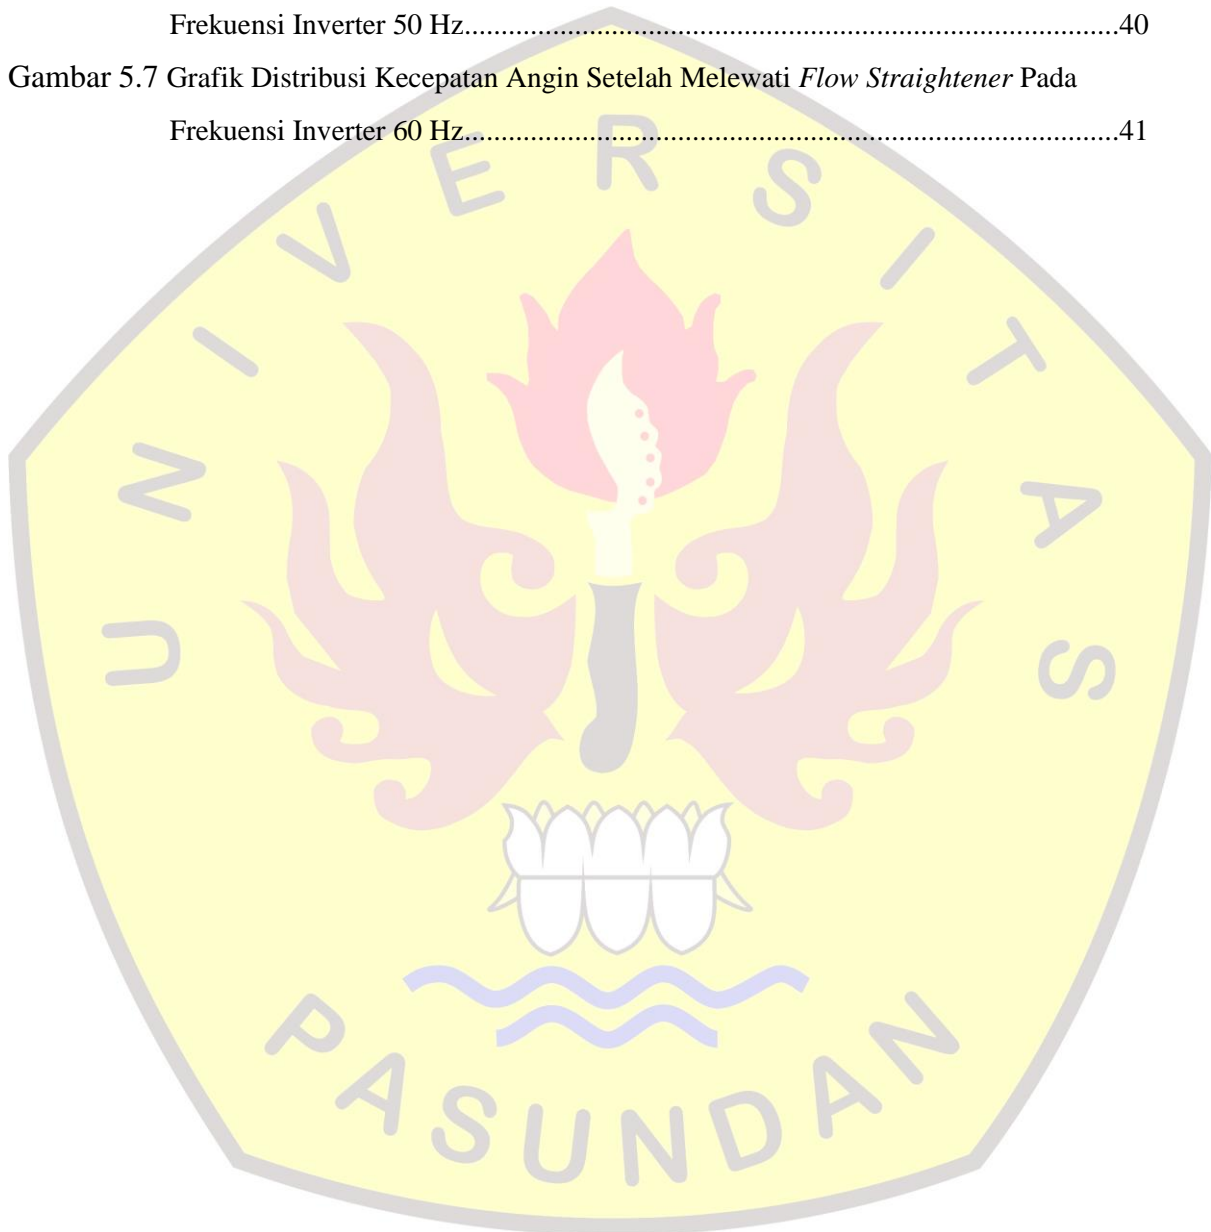 Frekuensi Inverter 50 Hz.........................................................................................40
Gambar 5.7 Grafik Distribusi Kecepatan Angin Setelah Melewati Flow Straightener Pada
Frekuensi Inverter 60 Hz.........................................................................................41
UNIVERSITAS
PASUNDAN